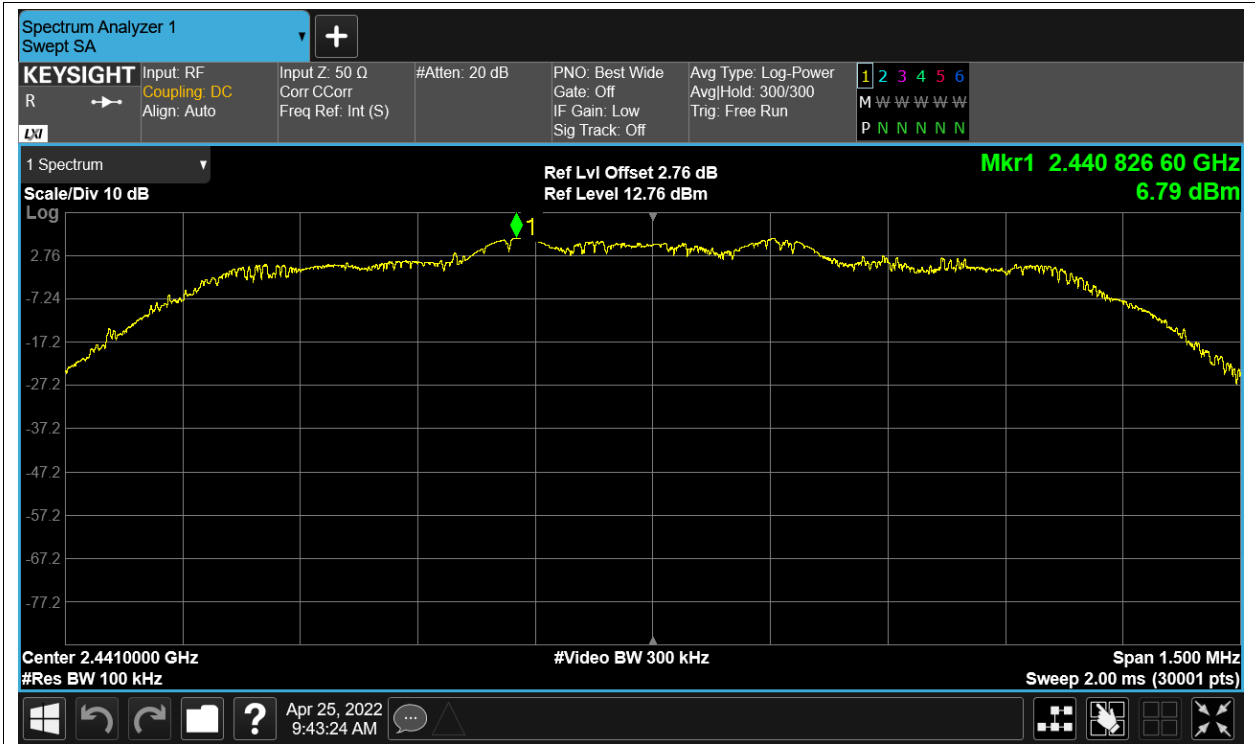 Spectrum Analyzer 1
Swept SA
KEYSIGHT
R
LXI
Input: RF
Coupling: DC
Align: Auto
Input Z: 50 Ω
Corr CCorr
Freq Ref: Int (S)
#Atten: 20 dB
PNO: Best Wide
Gate: Off
IF Gain: Low
Sig Track: Off
Avg Type: Log-Power
Avg|Hold: 300/300
Trig: Free Run
1 2 3 4 5 6
M W W W W W
P N N N N N
1 Spectrum
Scale/Div 10 dB
Ref Lvl Offset 2.76 dB
Ref Level 12.76 dBm
Mkr1 2.440 826 60 GHz
6.79 dBm
Log
1
2.76
-7.24
-17.2
-27.2
-37.2
-47.2
-57.2
-67.2
-77.2
Center 2.4410000 GHz
#Video BW 300 kHz
Span 1.500 MHz
#Res BW 100 kHz
Sweep 2.00 ms (30001 pts)
?
Apr 25, 2022
9:43:24 AM